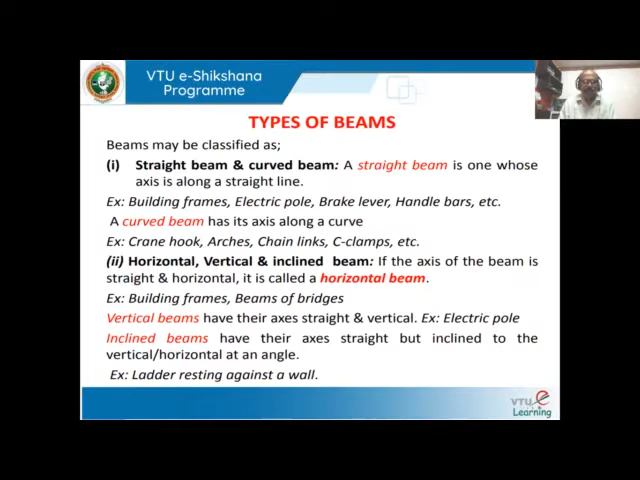 VTU e-Shikshana
Programme
TYPES OF BEAMS
Beams may be classified as;
(i) Straight beam & curved beam: A straight beam is one whose
axis is along a straight line.
Ex: Building frames, Electric pole, Brake lever, Handle bars, etc.
A curved beam has its axis along a curve
Ex: Crane hook, Arches, Chain links, C-clamps, etc.
(ii) Horizontal, Vertical & inclined beam: If the axis of the beam is
straight & horizontal, it is called a horizontal beam.
Ex: Building frames, Beams of bridges
Vertical beams have their axes straight & vertical. Ex: Electric pole
Inclined beams have their axes straight but inclined to the
vertical/horizontal at an angle.
Ex: Ladder resting against a wall.
VTU e
Learning